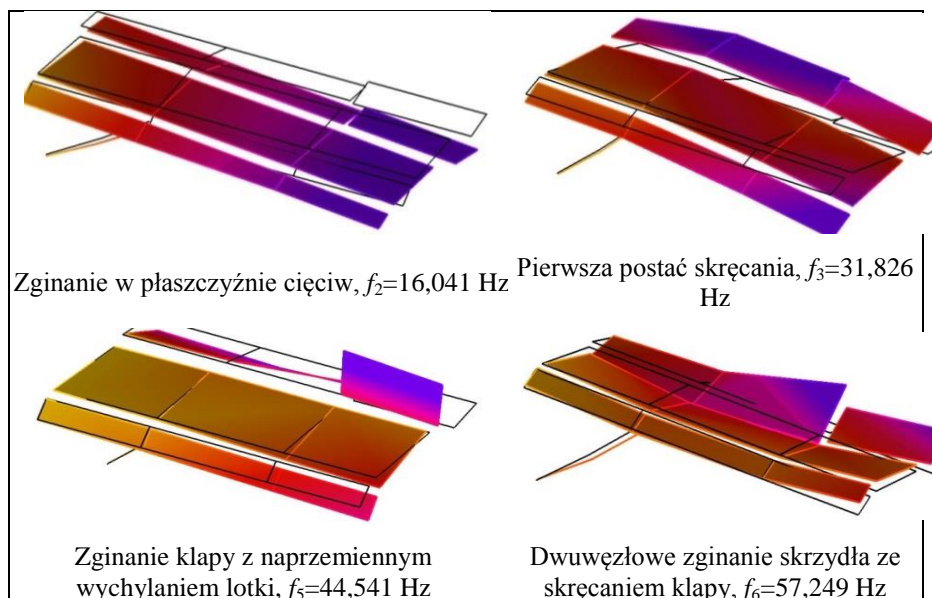 Zginanie w płaszczyźnie cięciw, f2=16,041 Hz
Pierwsza postać skręcania, f3=31,826
Hz
Zginanie klapy z naprzemiennym
wychylaniem lotki, f5=44,541 Hz
Dwuwęzłowe zginanie skrzydła ze
skręcaniem klapy, f6=57,249 Hz